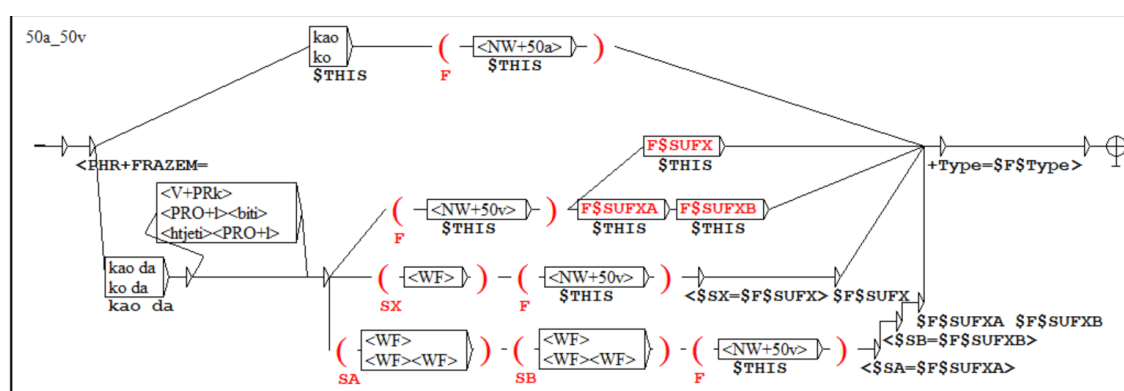 50a_50v
kao
ko
$THIS
(
F
<NW+50a>
$THIS
)
<PHR+FRAZEM=
F$SUFX
$THIS
+Type=$F$Type>
<V+PRk>
<PRO+l><biti>
<htjeti><PRO+l>
(
F
<NW+50v>
$THIS
)
F$SUFXA
$THIS
F$SUFXB
$THIS
kao da
ko da
kao da
(
SX
<WF>
)
(
F
<NW+50v>
$THIS
)
<$SX=$F$SUFX>
$F$SUFX
(
SA
<WF>
<WF><WF>
)
(
SB
<WF>
<WF><WF>
)
(
F
<NW+50v>
$THIS
)
$F$SUFXA $F$SUFXB
<$SB=$F$SUFXB>
<$SA=$F$SUFXA>